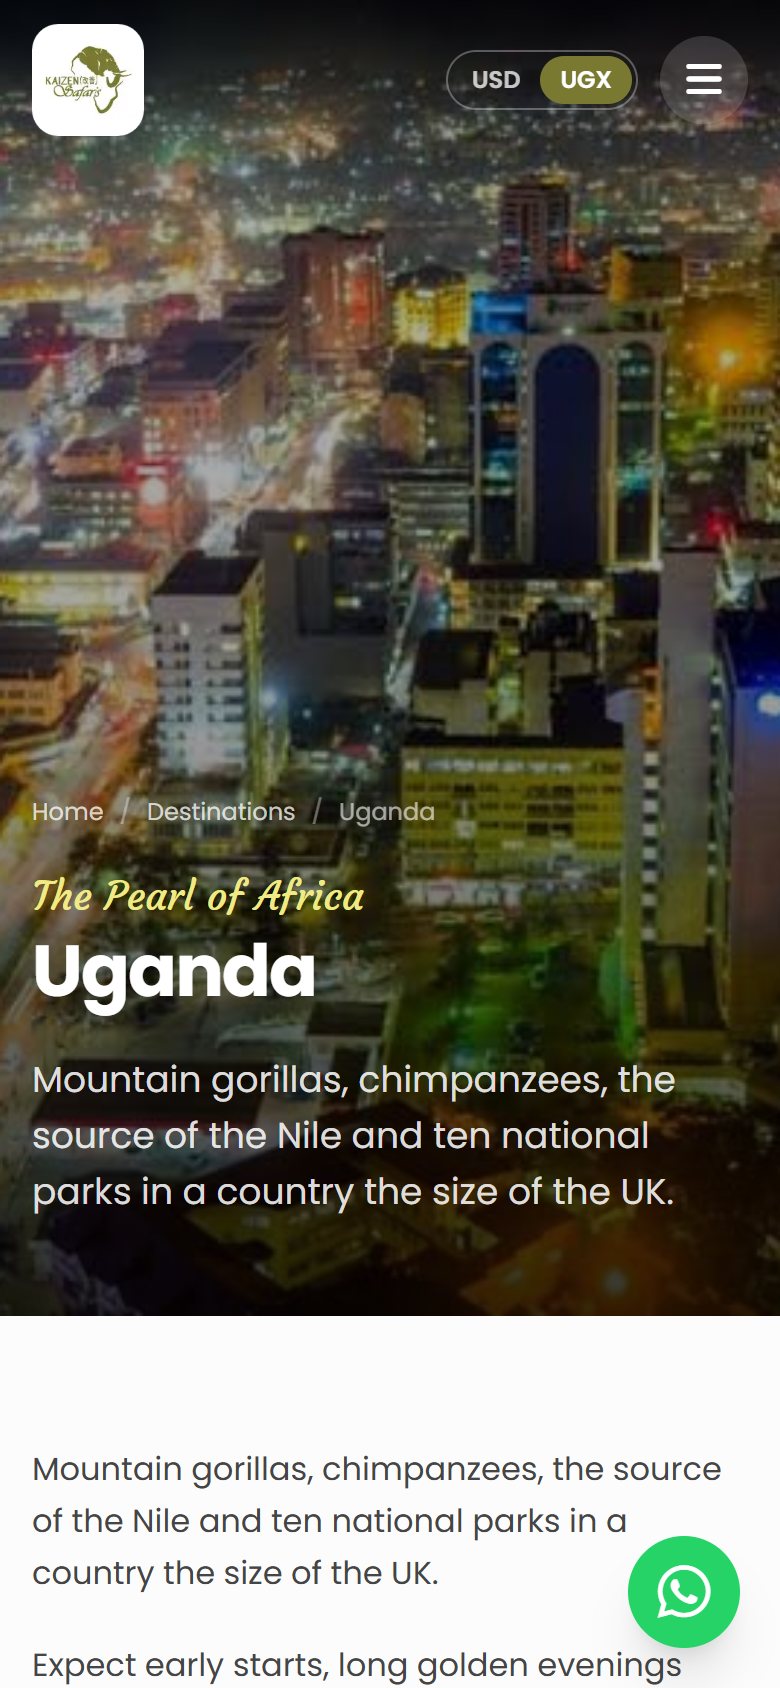 KAIZEN[改善]
Safaris
USD UGX
Home / Destinations / Uganda
The Pearl of Africa
Uganda
Mountain gorillas, chimpanzees, the
source of the Nile and ten national
parks in a country the size of the UK.
Mountain gorillas, chimpanzees, the source
of the Nile and ten national parks in a
country the size of the UK.
Expect early starts, long golden evenings